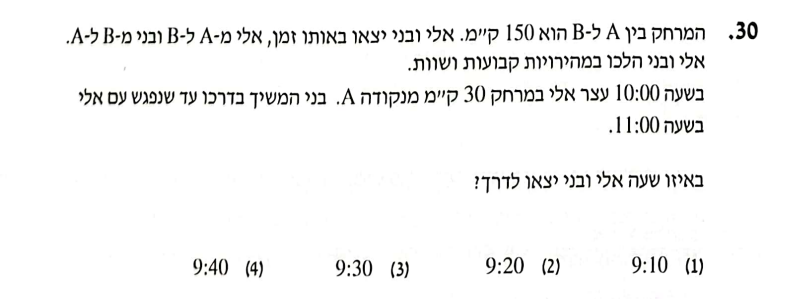 30. המרחק בין A ל-B הוא 150 ק״מ. אלי ובני יצאו באותו זמן, אלי מ-A ל-B ובני מ-B ל-A.
אלי ובני הלכו במהירויות קבועות ושוות.
בשעה 10:00 עצר אלי במרחק 30 ק״מ מנקודה A. בני המשיך בדרכו עד שנפגש עם אלי
בשעה 11:00.
באיזו שעה אלי ובני יצאו לדרך?
(1) 9:10 (2) 9:20 (3) 9:30 (4) 9:40